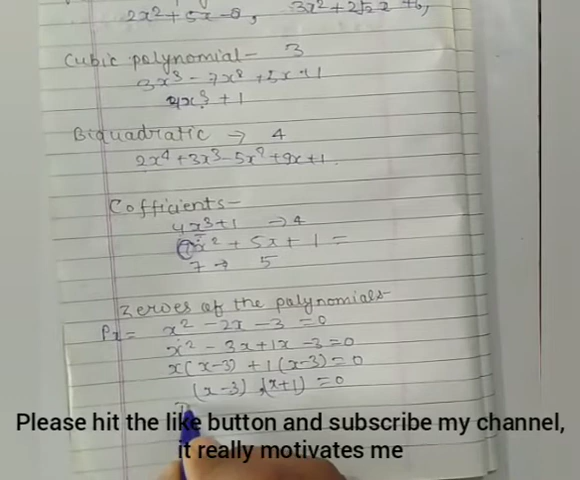 2x² + 5x - 8,   3x² + 2√2x + 6,
Cubic polynomial - 3
3x³ - 7x² + 3x + 1
4x³ + 1
Biquadratic → 4
2x⁴ + 3x³ - 5x² + 9x + 1
Cofficients -
4x³ + 1 → 4
7x² + 5x + 1 =
7 → 5
Zeroes of the polynomials -
Px = x² - 2x - 3 = 0
x² - 3x + 1x - 3 = 0
x(x-3) + 1(x-3) = 0
(x-3) (x+1) = 0
Please hit the like button and subscribe my channel,
it really motivates me